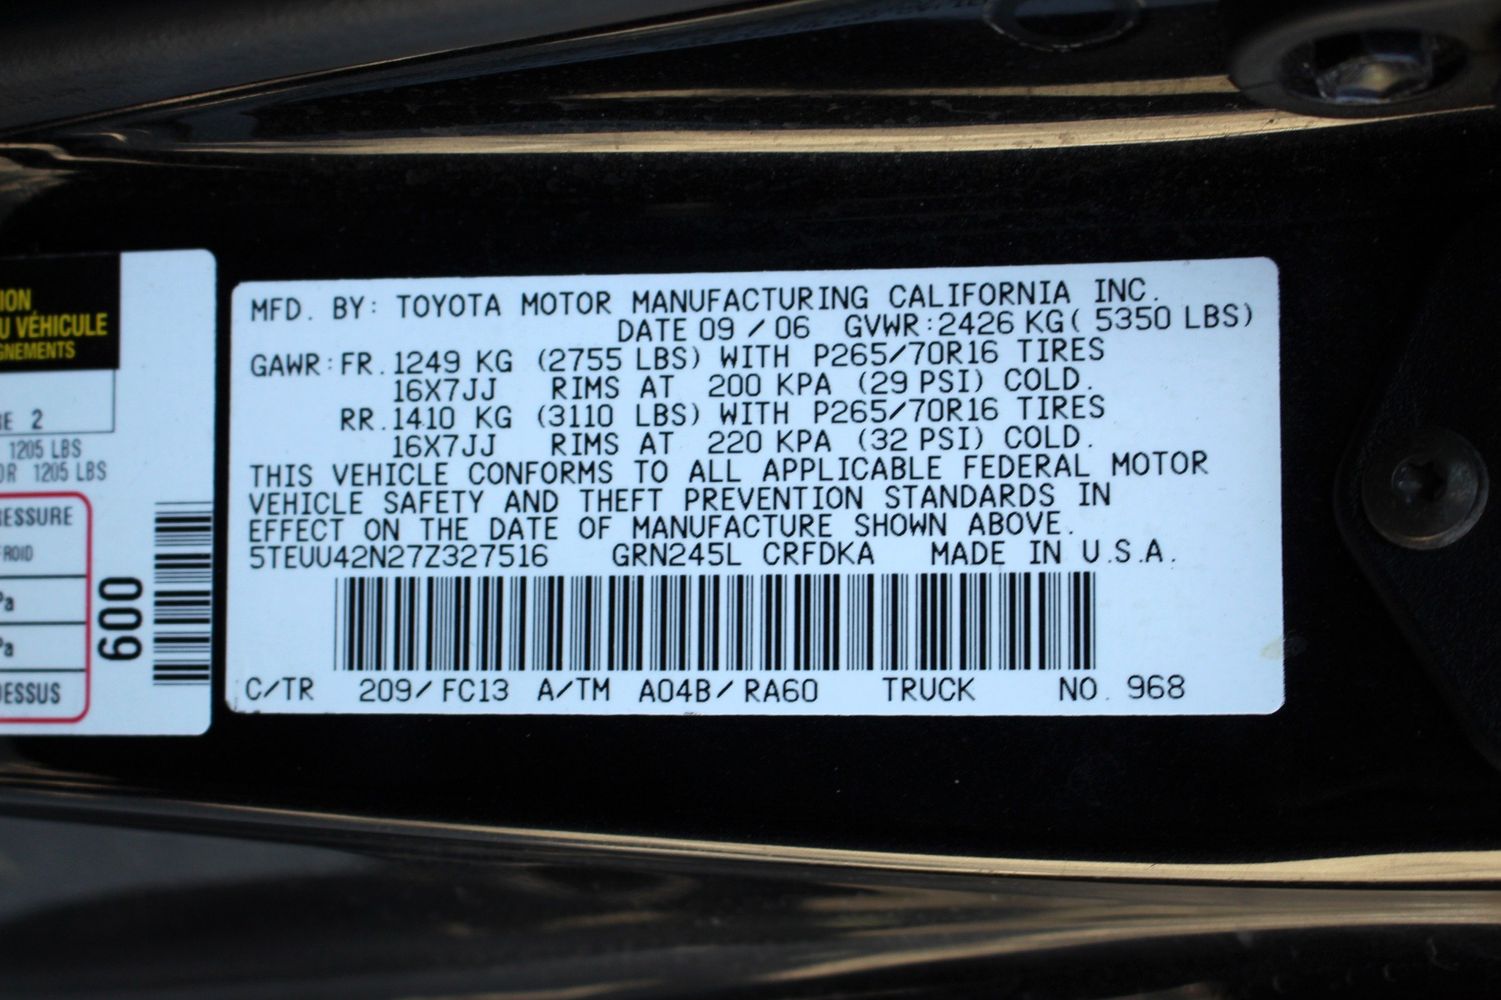 ION
U VÉHICULE
GNEMENTS
RE 2
1205 LBS
OR 1205 LBS
RESSURE
FROID
Pa
Pa
DESSUS
600
MFD. BY: TOYOTA MOTOR MANUFACTURING CALIFORNIA INC.
DATE 09/06 GVWR:2426 KG( 5350 LBS)
GAWR:FR. 1249 KG (2755 LBS) WITH P265/70R16 TIRES
16X7JJ RIMS AT 200 KPA (29 PSI) COLD.
RR. 1410 KG (3110 LBS) WITH P265/70R16 TIRES
16X7JJ RIMS AT 220 KPA (32 PSI) COLD.
THIS VEHICLE CONFORMS TO ALL APPLICABLE FEDERAL MOTOR
VEHICLE SAFETY AND THEFT PREVENTION STANDARDS IN
EFFECT ON THE DATE OF MANUFACTURE SHOWN ABOVE.
5TEUU42N27Z327516 GRN245L CRFDKA MADE IN U.S.A.
C/TR 209/FC13 A/TM A04B/RA60 TRUCK NO. 968